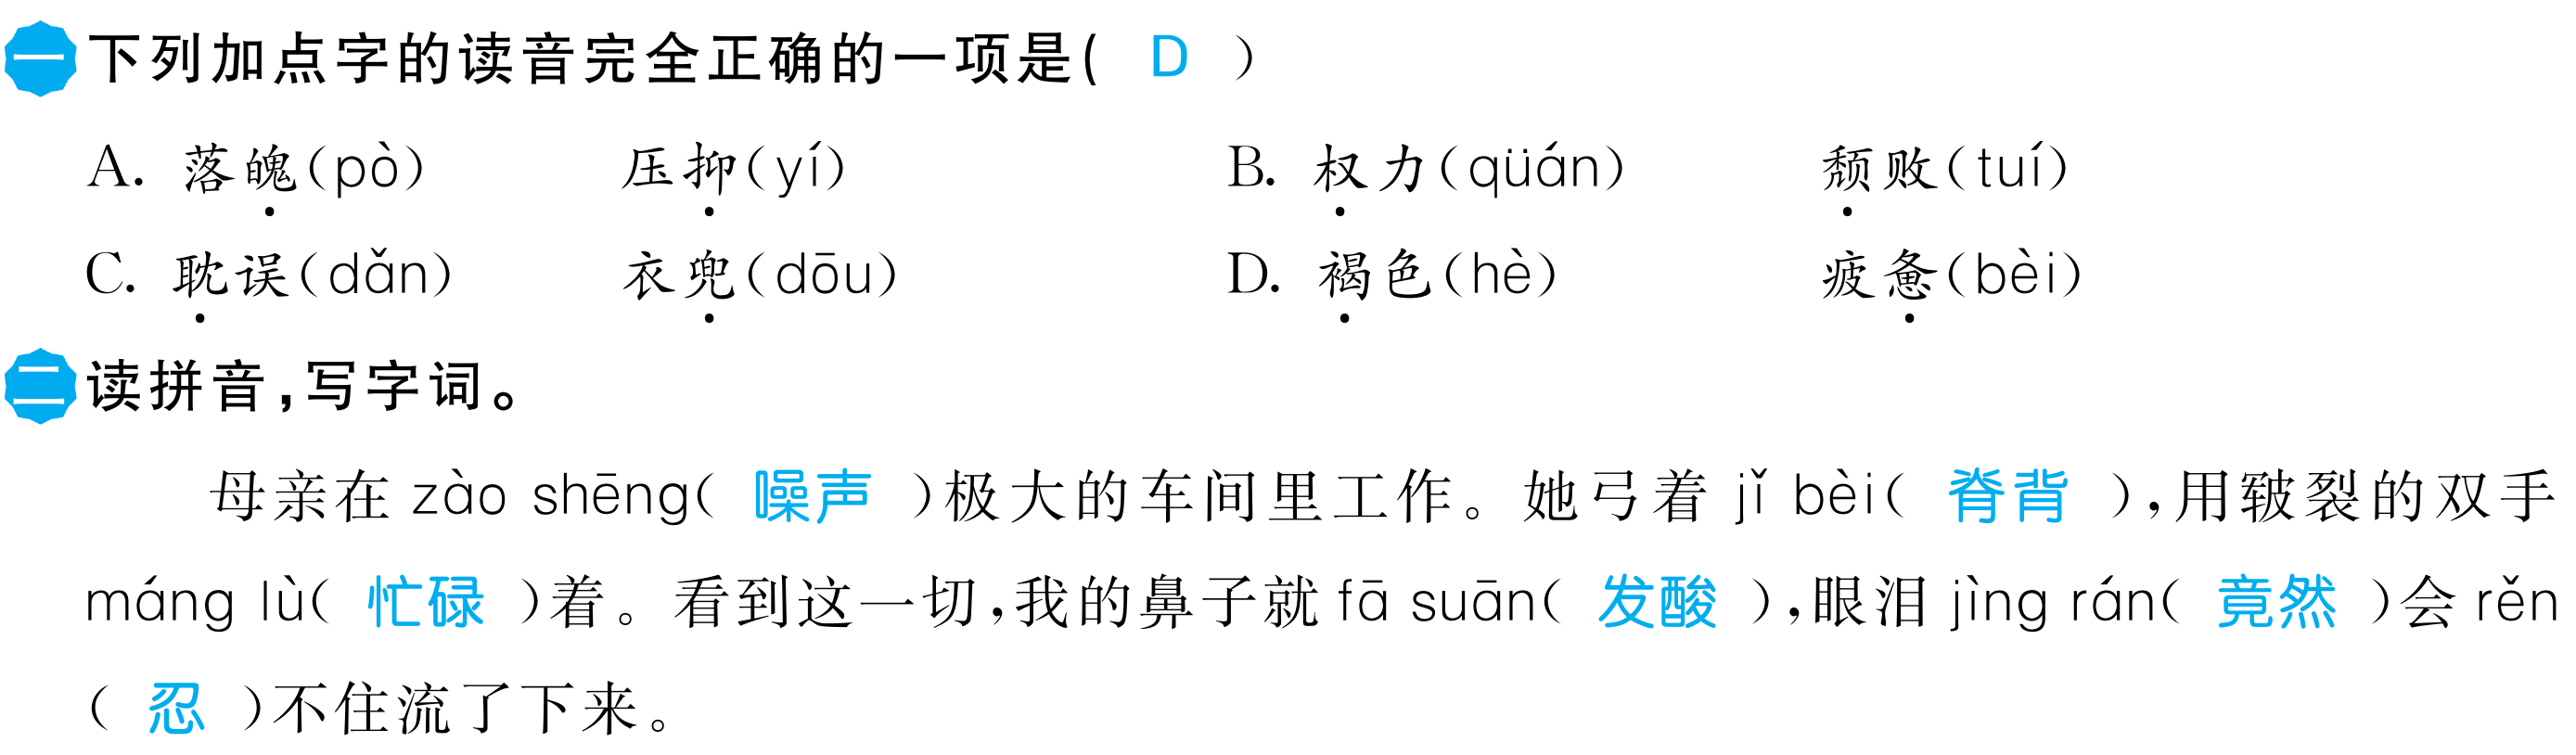 一 下列加点字的读音完全正确的一项是( D )
A. 落魄(pò) 压抑(yí) B. 权力(qüán) 颓败(tuí)
C. 耽误(dǎn) 衣兜(dōu) D. 褐色(hè) 疲惫(bèi)
二 读拼音,写字词。
母亲在 zào shēng( 噪声 )极大的车间里工作。她弓着 jǐ bèi( 脊背 ),用皲裂的双手
máng lù( 忙碌 )着。看到这一切,我的鼻子就 fā suān( 发酸 ),眼泪 jìng rán( 竟然 )会 rěn
( 忍 )不住流了下来。